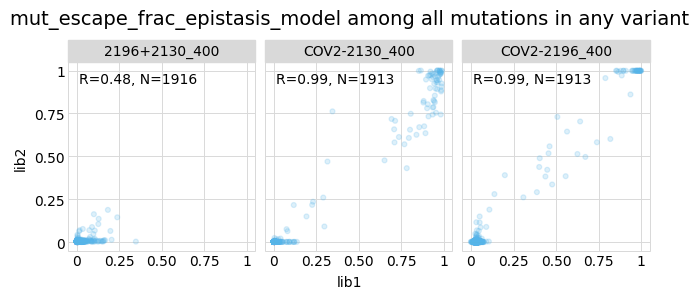 mut_escape_frac_epistasis_model among all mutations in any variant
2196+2130_400 COV2-2130_400 COV2-2196_400
R=0.48, N=1916 R=0.99, N=1913 R=0.99, N=1913
1
0.75
0.50
0.25
0
lib2
0 0.25 0.50 0.75 1 0 0.25 0.50 0.75 1 0 0.25 0.50 0.75 1
lib1